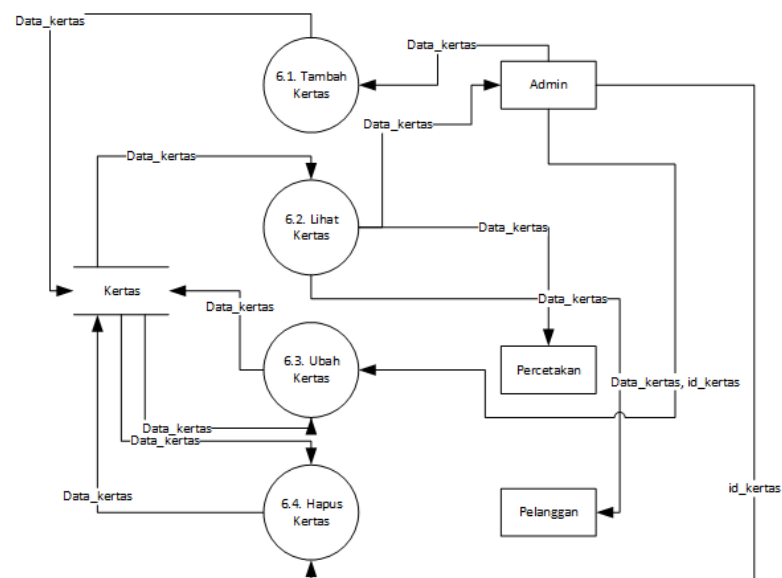 Data_kertas
6.1. Tambah
Kertas
Data_kertas
Admin
Data_kertas
Data_kertas
6.2. Lihat
Kertas
Data_kertas
Kertas
Data_kertas
Data_kertas
6.3. Ubah
Kertas
Percetakan
Data_kertas, id_kertas
Data_kertas
Data_kertas
Data_kertas
6.4. Hapus
Kertas
Pelanggan
id_kertas